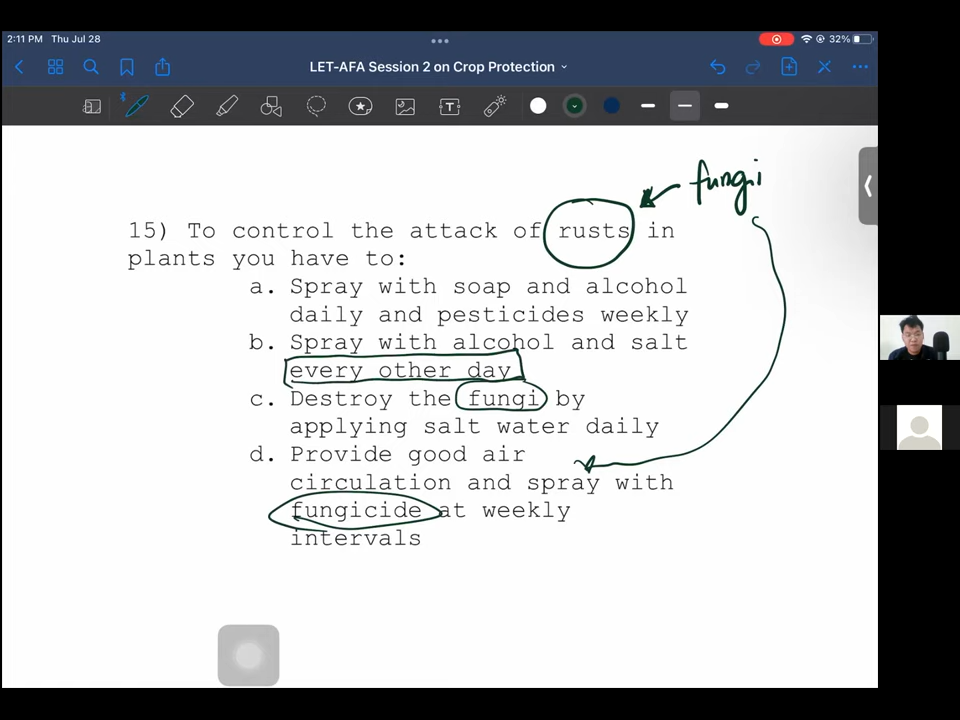 2:11 PM Thu Jul 28
32%
LET-AFA Session 2 on Crop Protection
T
fungi
15) To control the attack of rusts in
plants you have to:
a. Spray with soap and alcohol
daily and pesticides weekly
b. Spray with alcohol and salt
every other day
c. Destroy the fungi by
applying salt water daily
d. Provide good air
circulation and spray with
fungicide at weekly
intervals